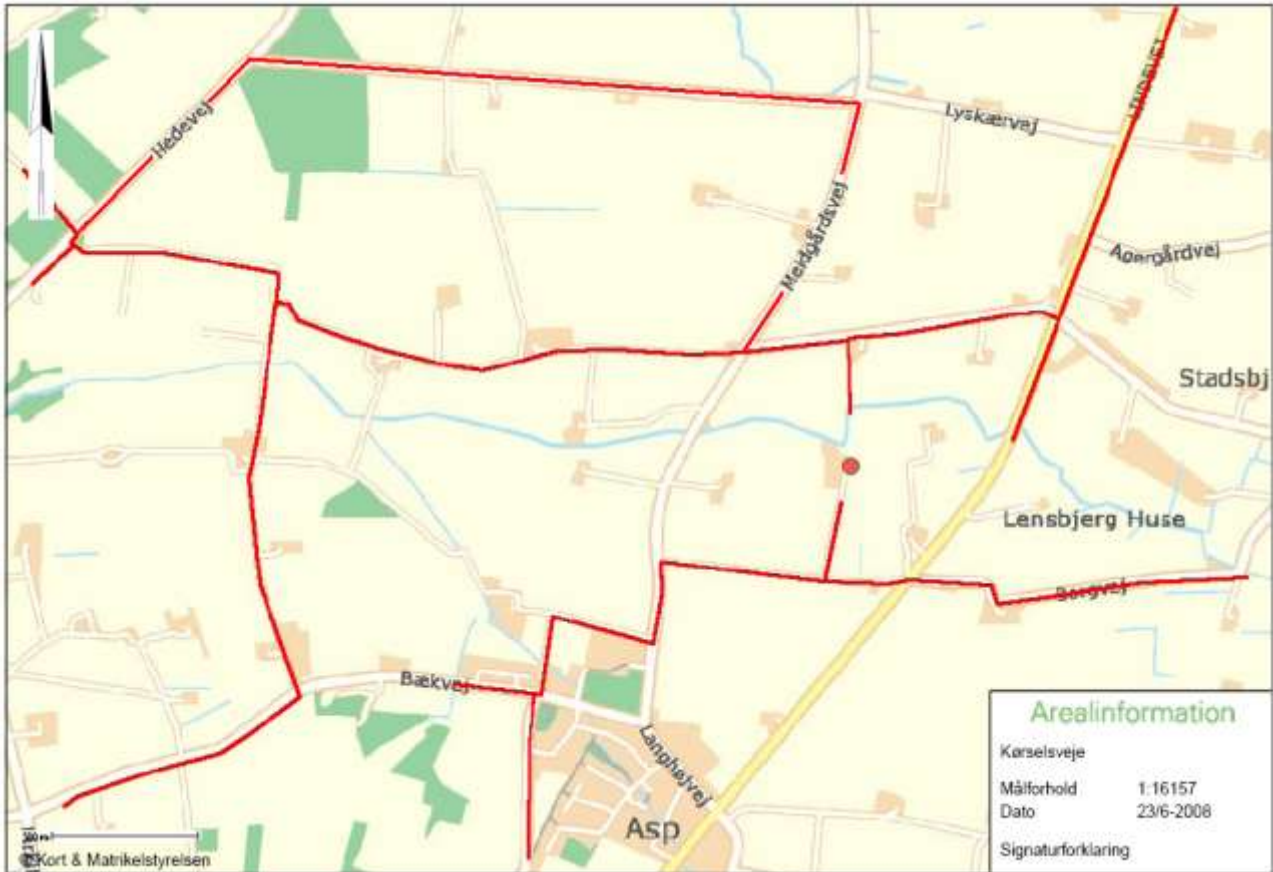 Hedevej
Lyskærvej
Meldgårdsvej
Stadsbj
Lensbjerg Huse
Borgvej
Bækvej
Langhøjvej
Asp
Arealinformation
Kørselsveje
Målforhold 1:16157
Dato 23/6-2008
Signaturforklaring
© Kort & Matrikelstyrelsen